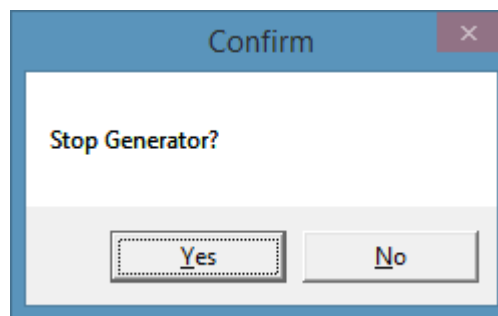 Confirm
Stop Generator?
Yes No